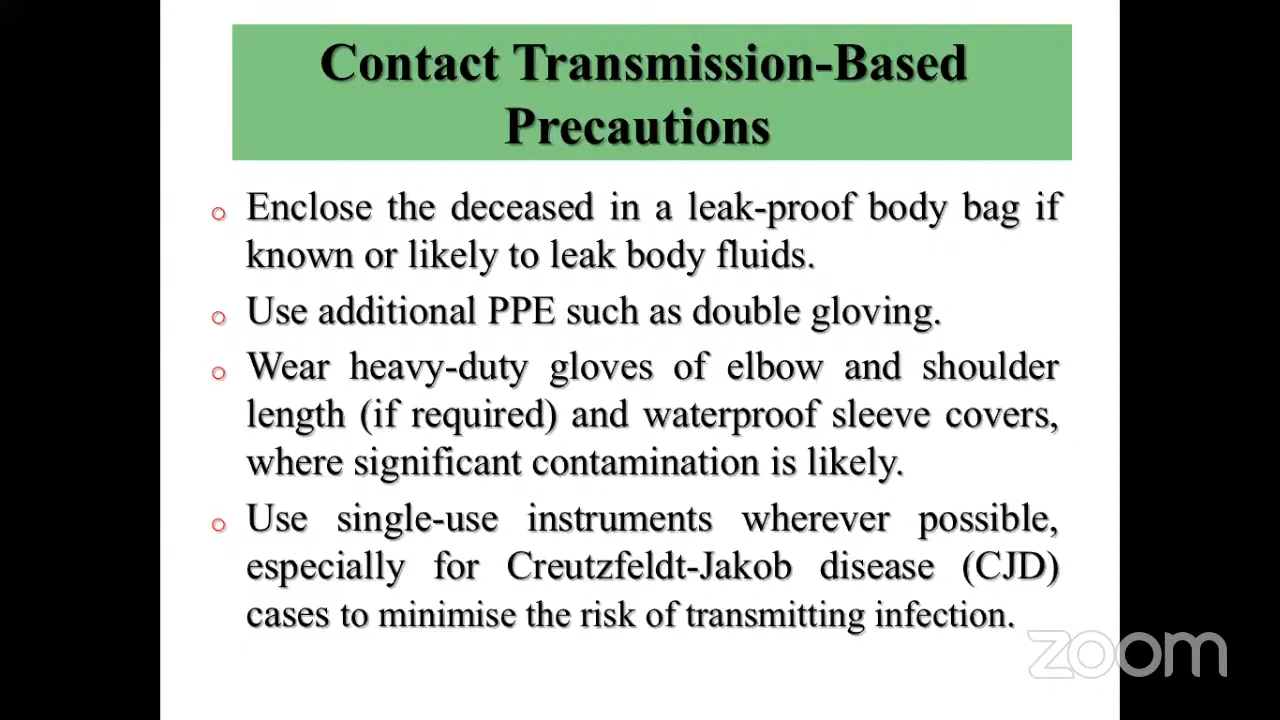 Contact Transmission-Based
Precautions
Enclose the deceased in a leak-proof body bag if
known or likely to leak body fluids.
Use additional PPE such as double gloving.
Wear heavy-duty gloves of elbow and shoulder
length (if required) and waterproof sleeve covers,
where significant contamination is likely.
Use single-use instruments wherever possible,
especially for Creutzfeldt-Jakob disease (CJD)
cases to minimise the risk of transmitting infection.
zoom